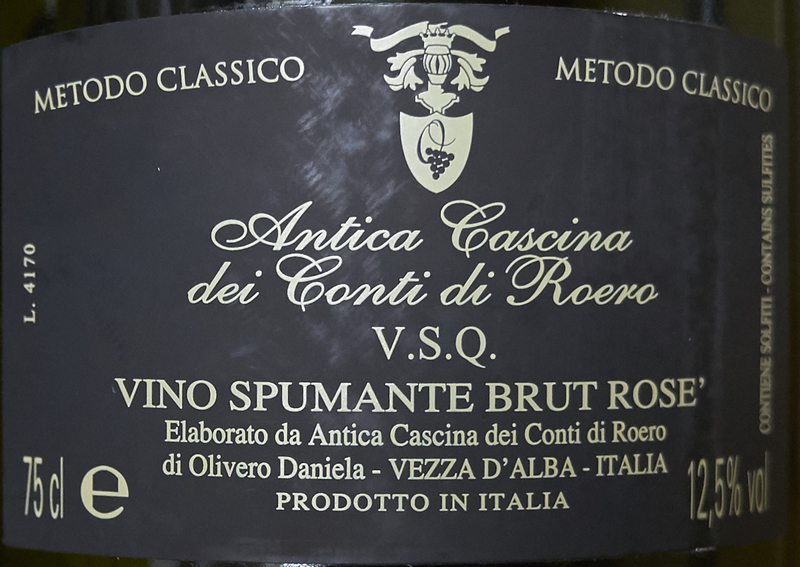 METODO CLASSICO
METODO CLASSICO
Antica Cascina
dei Conti di Roero
V.S.Q.
VINO SPUMANTE BRUT ROSE'
Elaborato da Antica Cascina dei Conti di Roero
di Olivero Daniela - VEZZA D'ALBA - ITALIA
PRODOTTO IN ITALIA
L. 4170
75 cl e
12,5% vol
CONTIENE SOLFITI - CONTAINS SULFITES